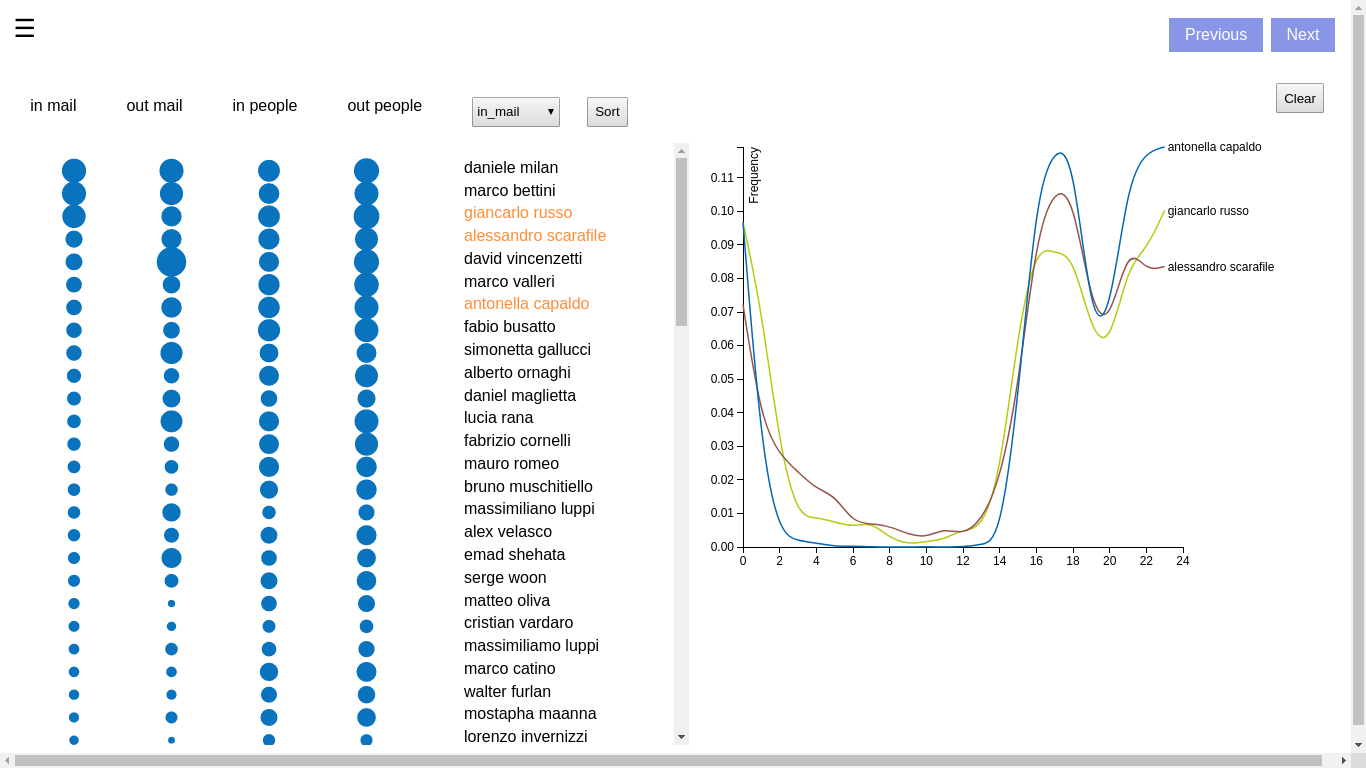 ☰
Previous Next
in mail out mail in people out people in_mail Sort Clear
daniele milan
marco bettini
giancarlo russo
alessandro scarafile
david vincenzetti
marco valleri
antonella capaldo
fabio busatto
simonetta gallucci
alberto ornaghi
daniel maglietta
lucia rana
fabrizio cornelli
mauro romeo
bruno muschitiello
massimiliano luppi
alex velasco
emad shehata
serge woon
matteo oliva
cristian vardaro
massimiliamo luppi
marco catino
walter furlan
mostapha maanna
lorenzo invernizzi
Frequency
0.11
0.10
0.09
0.08
0.07
0.06
0.05
0.04
0.03
0.02
0.01
0.00
0 2 4 6 8 10 12 14 16 18 20 22 24
antonella capaldo
giancarlo russo
alessandro scarafile